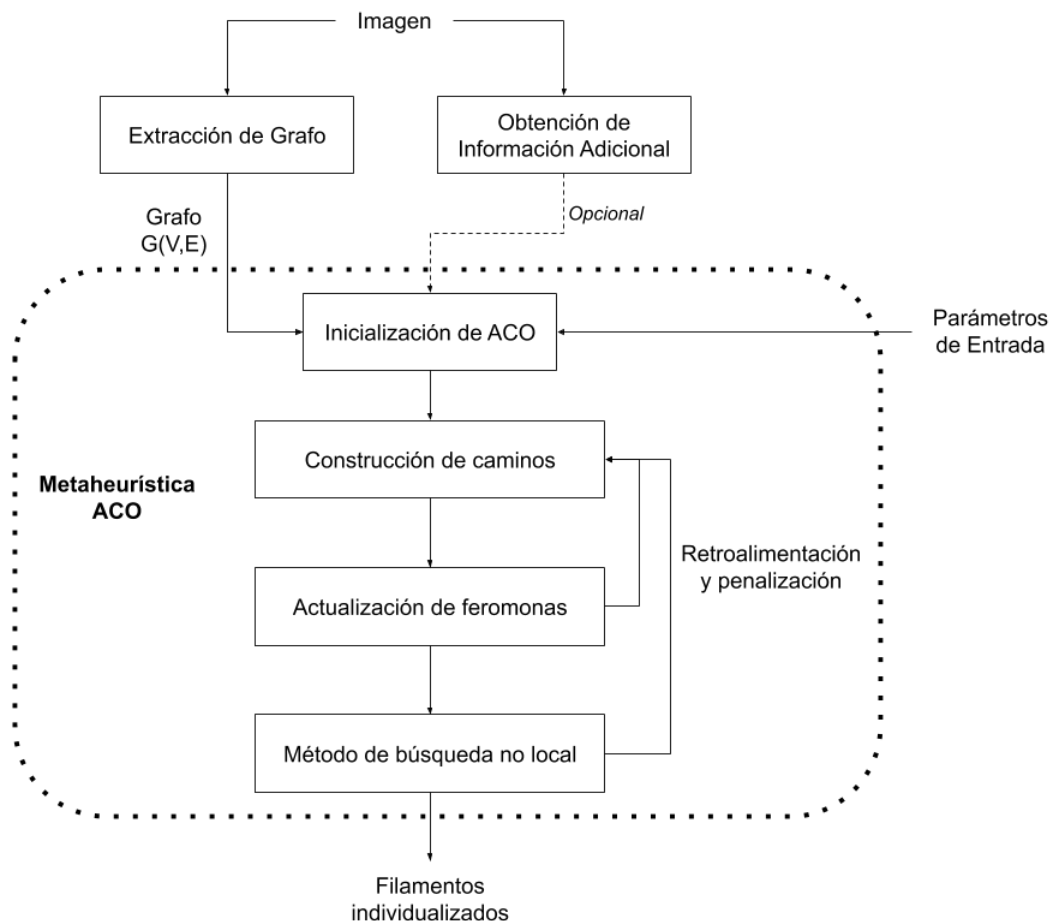 Imagen
Extracción de Grafo
Obtención de
Información Adicional
Opcional
Grafo
G(V,E)
Inicialización de ACO
Parámetros
de Entrada
Construcción de caminos
Metaheurística
ACO
Retroalimentación
y penalización
Actualización de feromonas
Método de búsqueda no local
Filamentos
individualizados